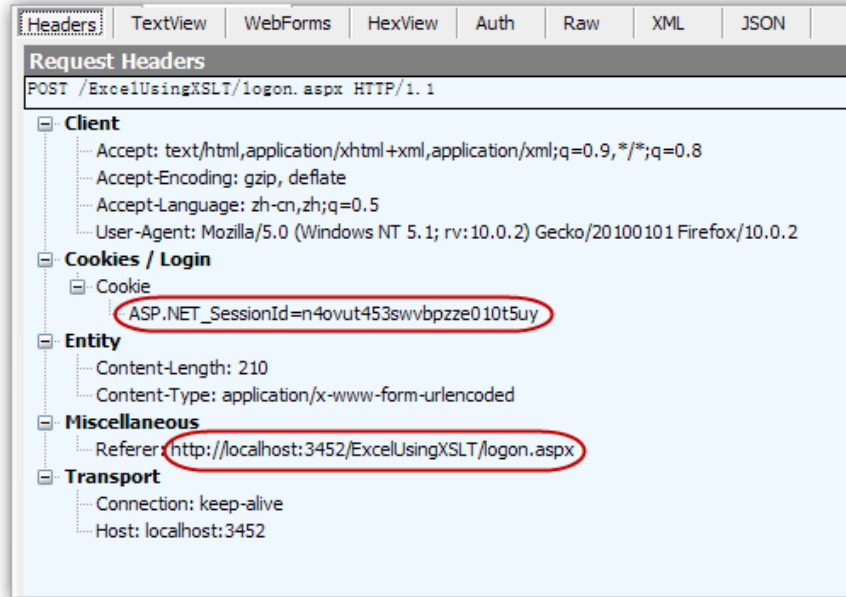 Headers TextView WebForms HexView Auth Raw XML JSON
Request Headers
POST /ExcelUsingXSLT/logon.aspx HTTP/1.1
Client
Accept: text/html,application/xhtml+xml,application/xml;q=0.9,*/*;q=0.8
Accept-Encoding: gzip, deflate
Accept-Language: zh-cn,zh;q=0.5
User-Agent: Mozilla/5.0 (Windows NT 5.1; rv:10.0.2) Gecko/20100101 Firefox/10.0.2
Cookies / Login
Cookie
ASP.NET_SessionId=n4ovut453swvbpzze010t5uy
Entity
Content-Length: 210
Content-Type: application/x-www-form-urlencoded
Miscellaneous
Referer: http://localhost:3452/ExcelUsingXSLT/logon.aspx
Transport
Connection: keep-alive
Host: localhost:3452